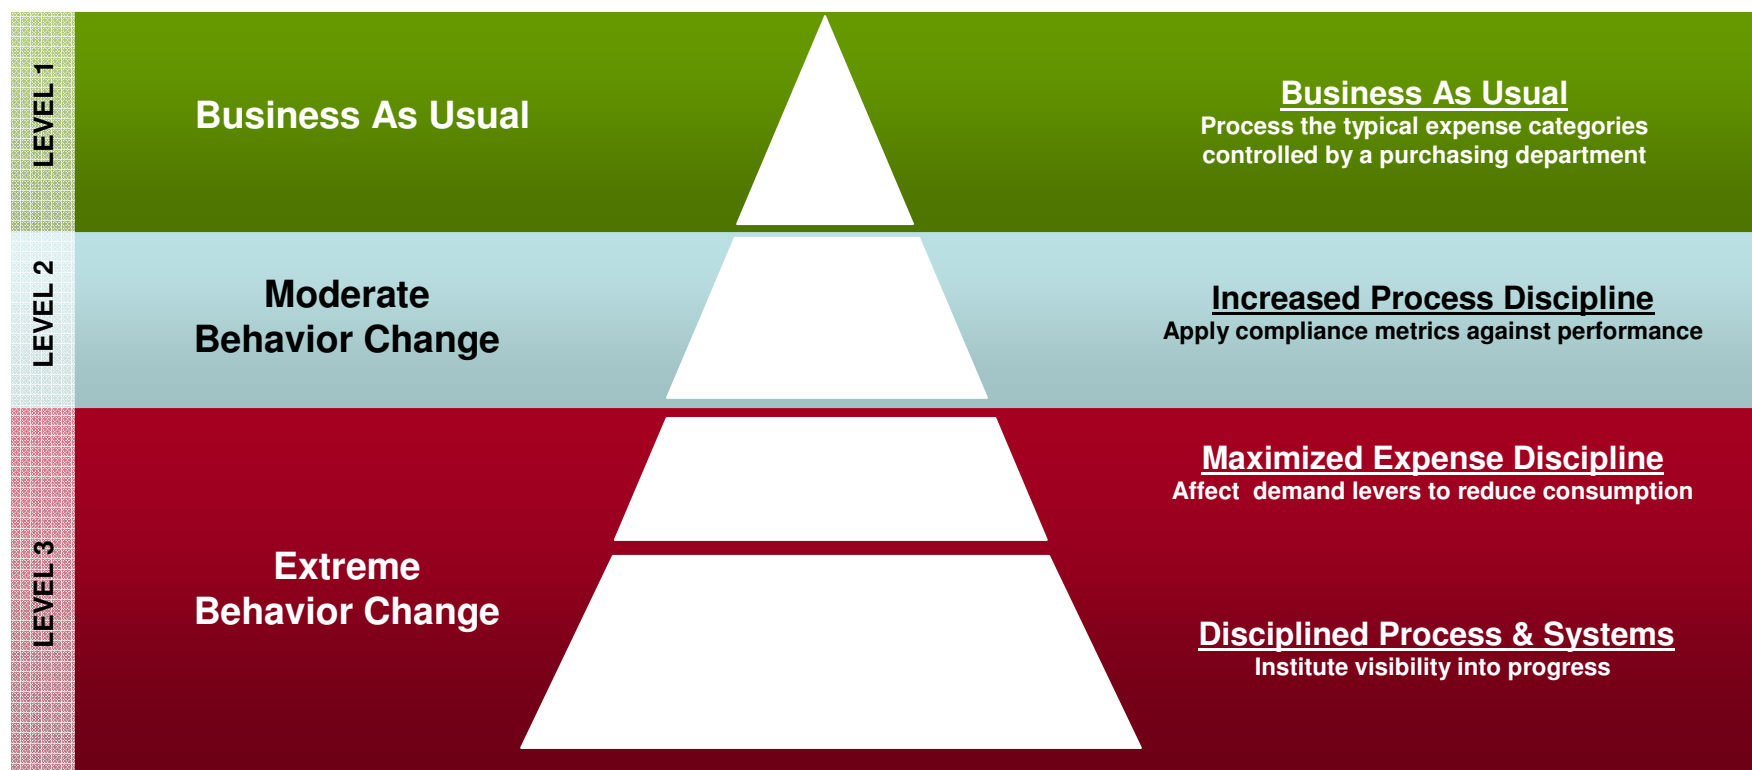 LEVEL 1
Business As Usual
Business As Usual
Process the typical expense categories
controlled by a purchasing department
LEVEL 2
Moderate
Behavior Change
Increased Process Discipline
Apply compliance metrics against performance
LEVEL 3
Extreme
Behavior Change
Maximized Expense Discipline
Affect  demand levers to reduce consumption
Disciplined Process & Systems
Institute visibility into progress